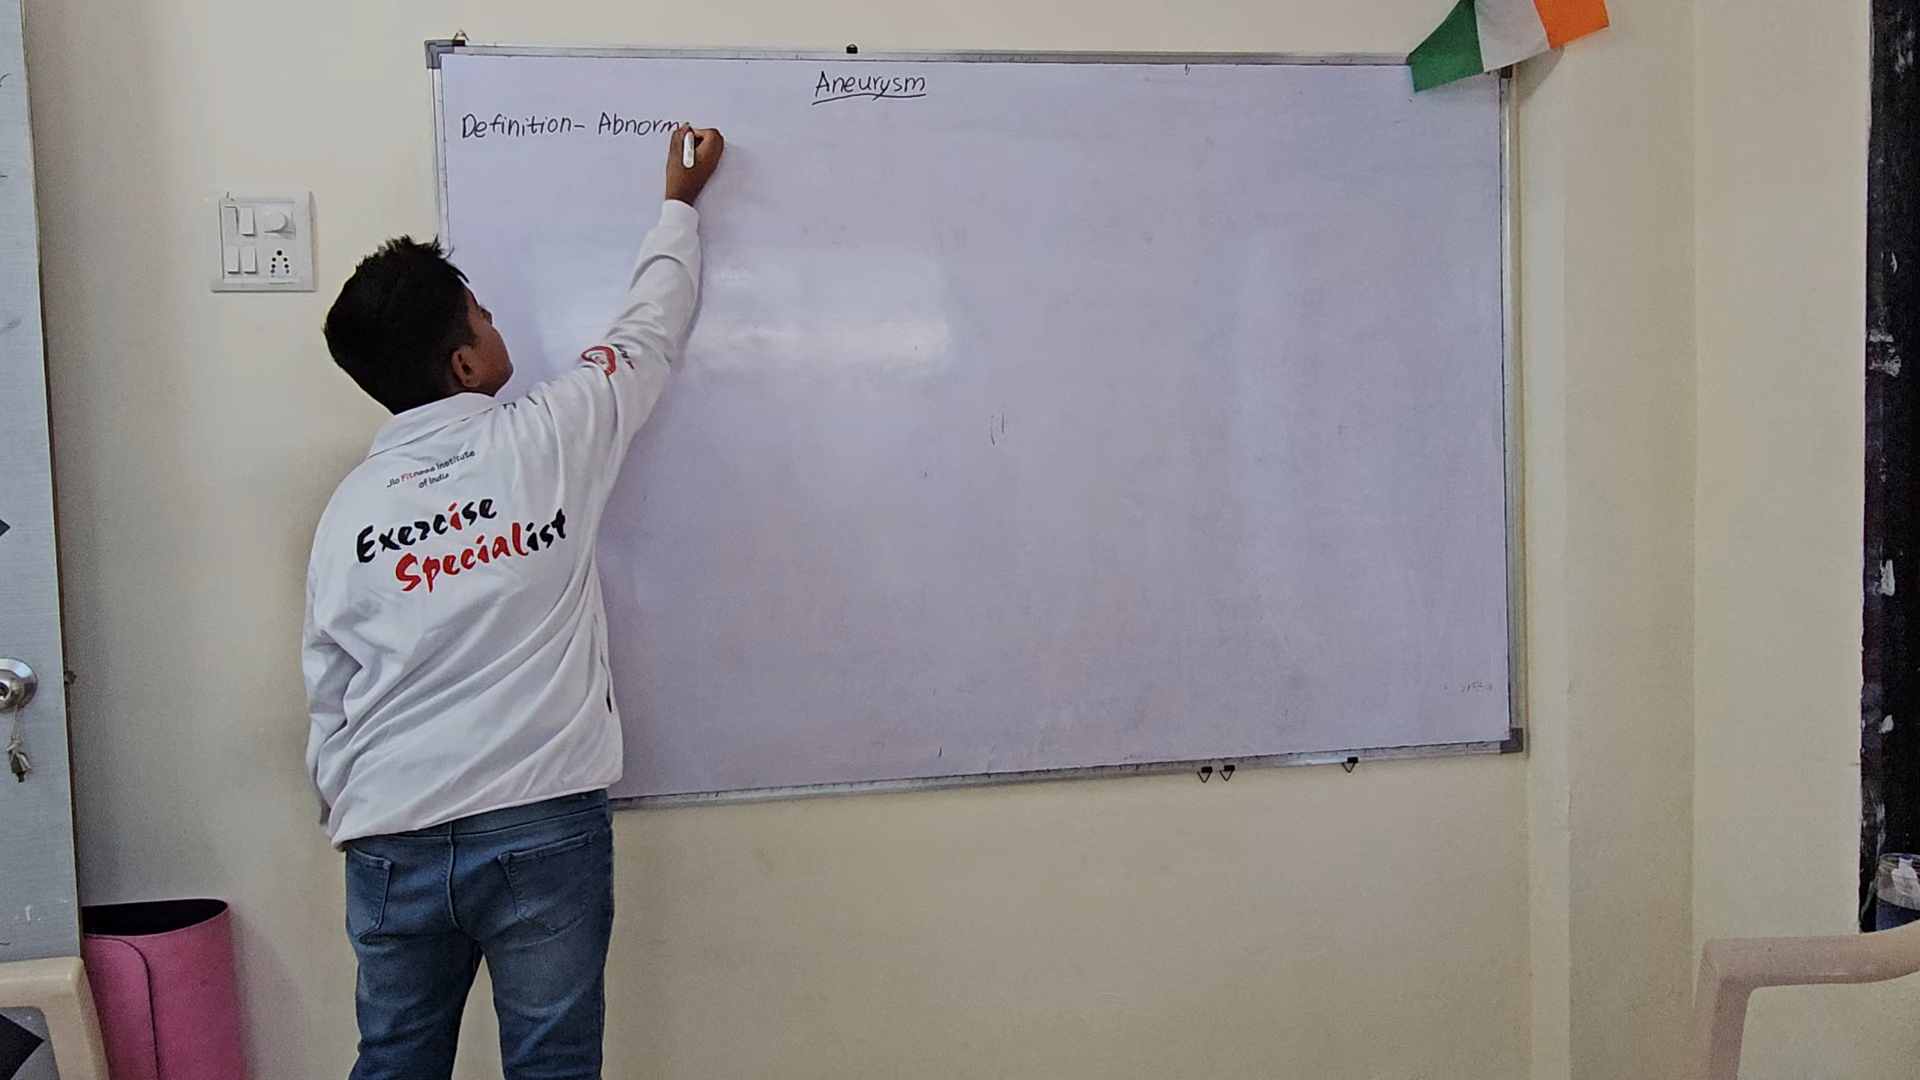 Aneurysm
Definition- Abnorm
Jio Fitness Institute
of India
Exercise
Specialist